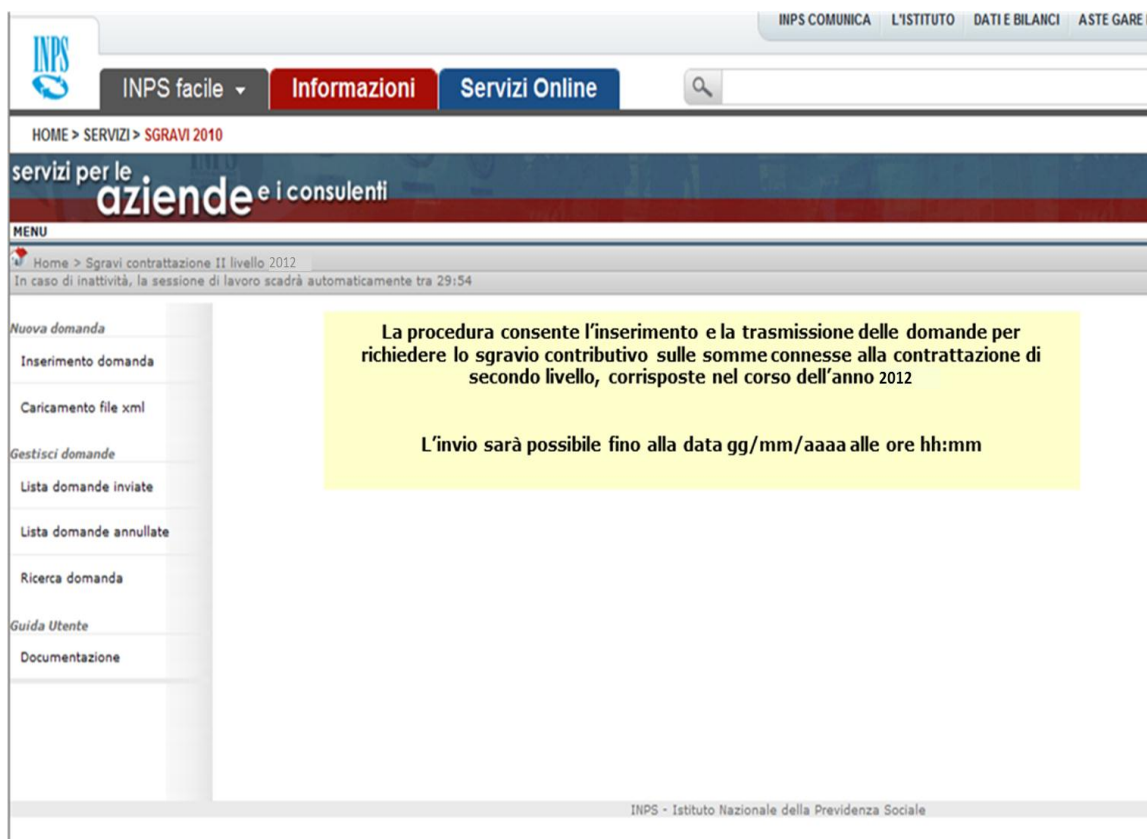 INPS COMUNICA L'ISTITUTO DATI E BILANCI ASTE GARE
INPS
INPS facile Informazioni Servizi Online
HOME > SERVIZI > SGRAVI 2010
servizi per le
aziende e i consulenti
MENU
Home > Sgravi contrattazione II livello 2012
In caso di inattività, la sessione di lavoro scadrà automaticamente tra 29:54
Nuova domanda
Inserimento domanda
Caricamento file xml
Gestisci domande
Lista domande inviate
Lista domande annullate
Ricerca domanda
Guida Utente
Documentazione
La procedura consente l'inserimento e la trasmissione delle domande per
richiedere lo sgravio contributivo sulle somme connesse alla contrattazione di
secondo livello, corrisposte nel corso dell'anno 2012
L'invio sarà possibile fino alla data gg/mm/aaaa alle ore hh:mm
INPS - Istituto Nazionale della Previdenza Sociale